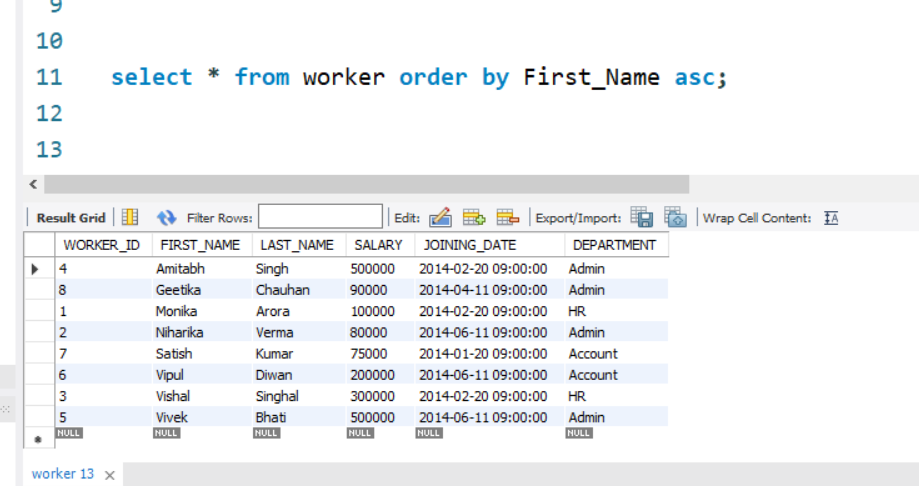 9
10
11 select * from worker order by First_Name asc;
12
13
Result Grid Filter Rows: Edit: Export/Import: Wrap Cell Content: IA
WORKER_ID FIRST_NAME LAST_NAME SALARY JOINING_DATE DEPARTMENT
4 Amitabh Singh 500000 2014-02-20 09:00:00 Admin
8 Geetika Chauhan 90000 2014-04-11 09:00:00 Admin
1 Monika Arora 100000 2014-02-20 09:00:00 HR
2 Niharika Verma 80000 2014-06-11 09:00:00 Admin
7 Satish Kumar 75000 2014-01-20 09:00:00 Account
6 Vipul Diwan 200000 2014-06-11 09:00:00 Account
3 Vishal Singhal 300000 2014-02-20 09:00:00 HR
5 Vivek Bhati 500000 2014-06-11 09:00:00 Admin
NULL NULL NULL NULL NULL NULL
worker 13